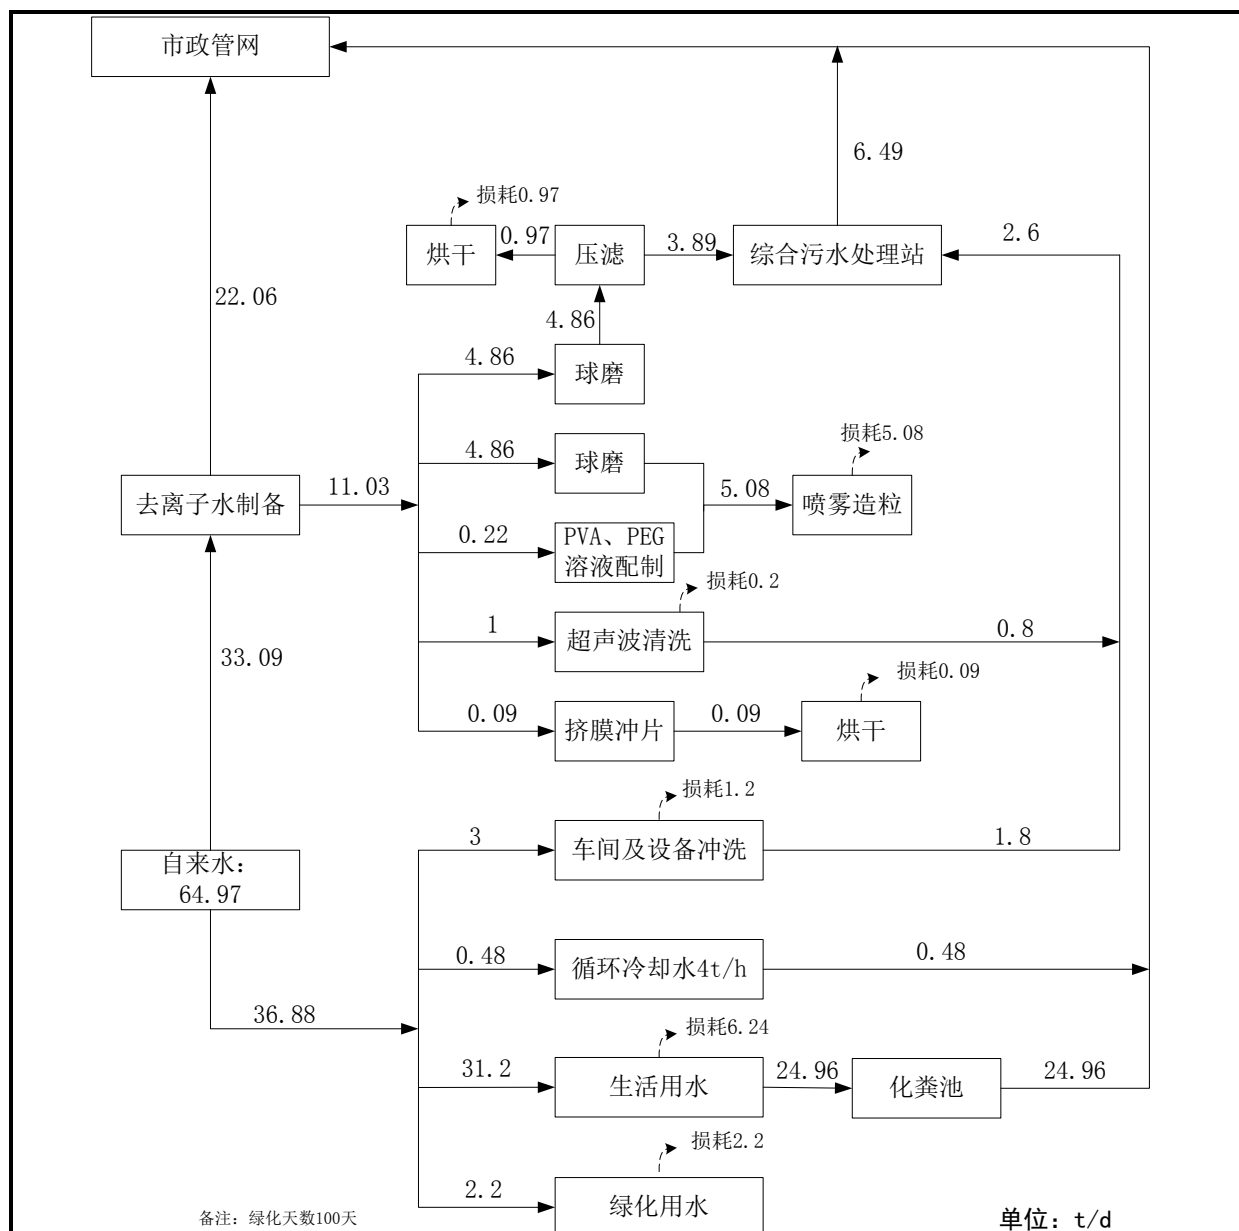 市政管网
6.49
损耗0.97
烘干
0.97
压滤
3.89
综合污水处理站
2.6
22.06
4.86
4.86
球磨
4.86
球磨
损耗5.08
去离子水制备
11.03
5.08
喷雾造粒
0.22
PVA、PEG
溶液配制
损耗0.2
1
超声波清洗
0.8
33.09
损耗0.09
0.09
挤膜冲片
0.09
烘干
损耗1.2
3
车间及设备冲洗
1.8
自来水：
64.97
0.48
循环冷却水4t/h
0.48
36.88
损耗6.24
31.2
生活用水
24.96
化粪池
24.96
损耗2.2
2.2
绿化用水
备注：绿化天数100天
单位：t/d